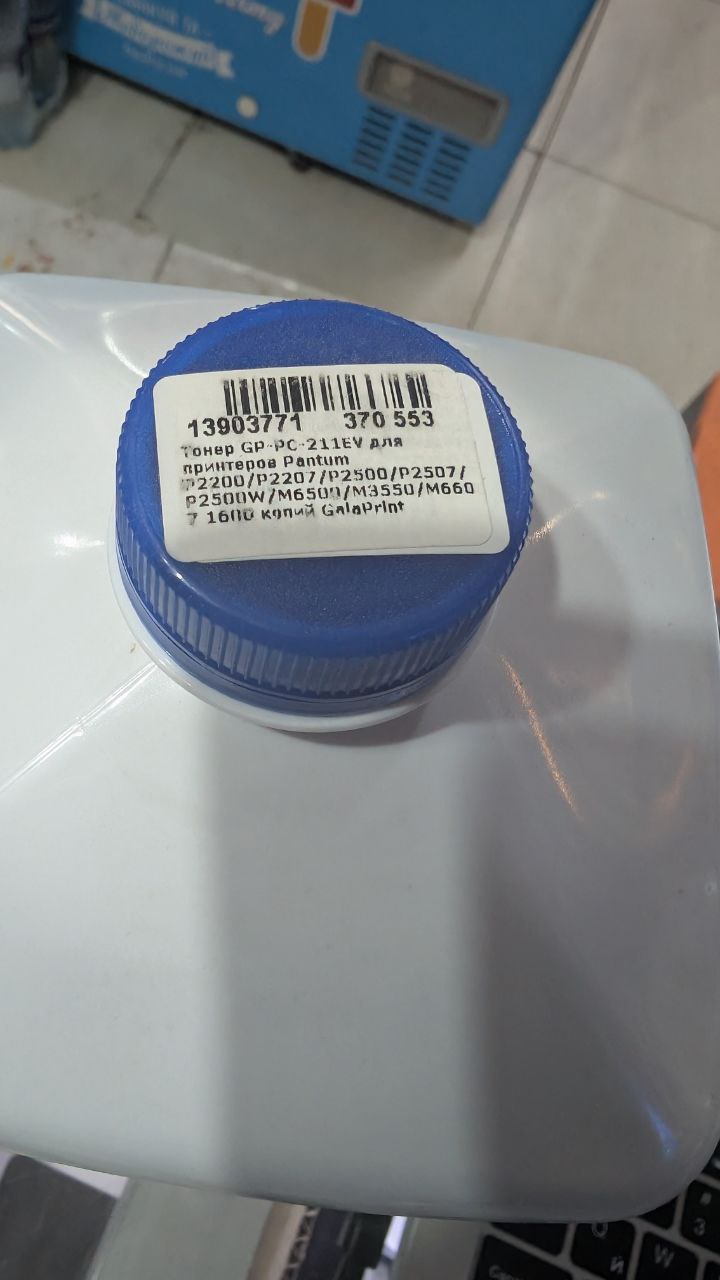 13903771 370 553
Тонер GP-PC-211EV для
принтеров Pantum
P2200/P2207/P2500/P2507/
P2500W/M6500/M3550/M660
7 1600 копий GalaPrint
W
Й
З